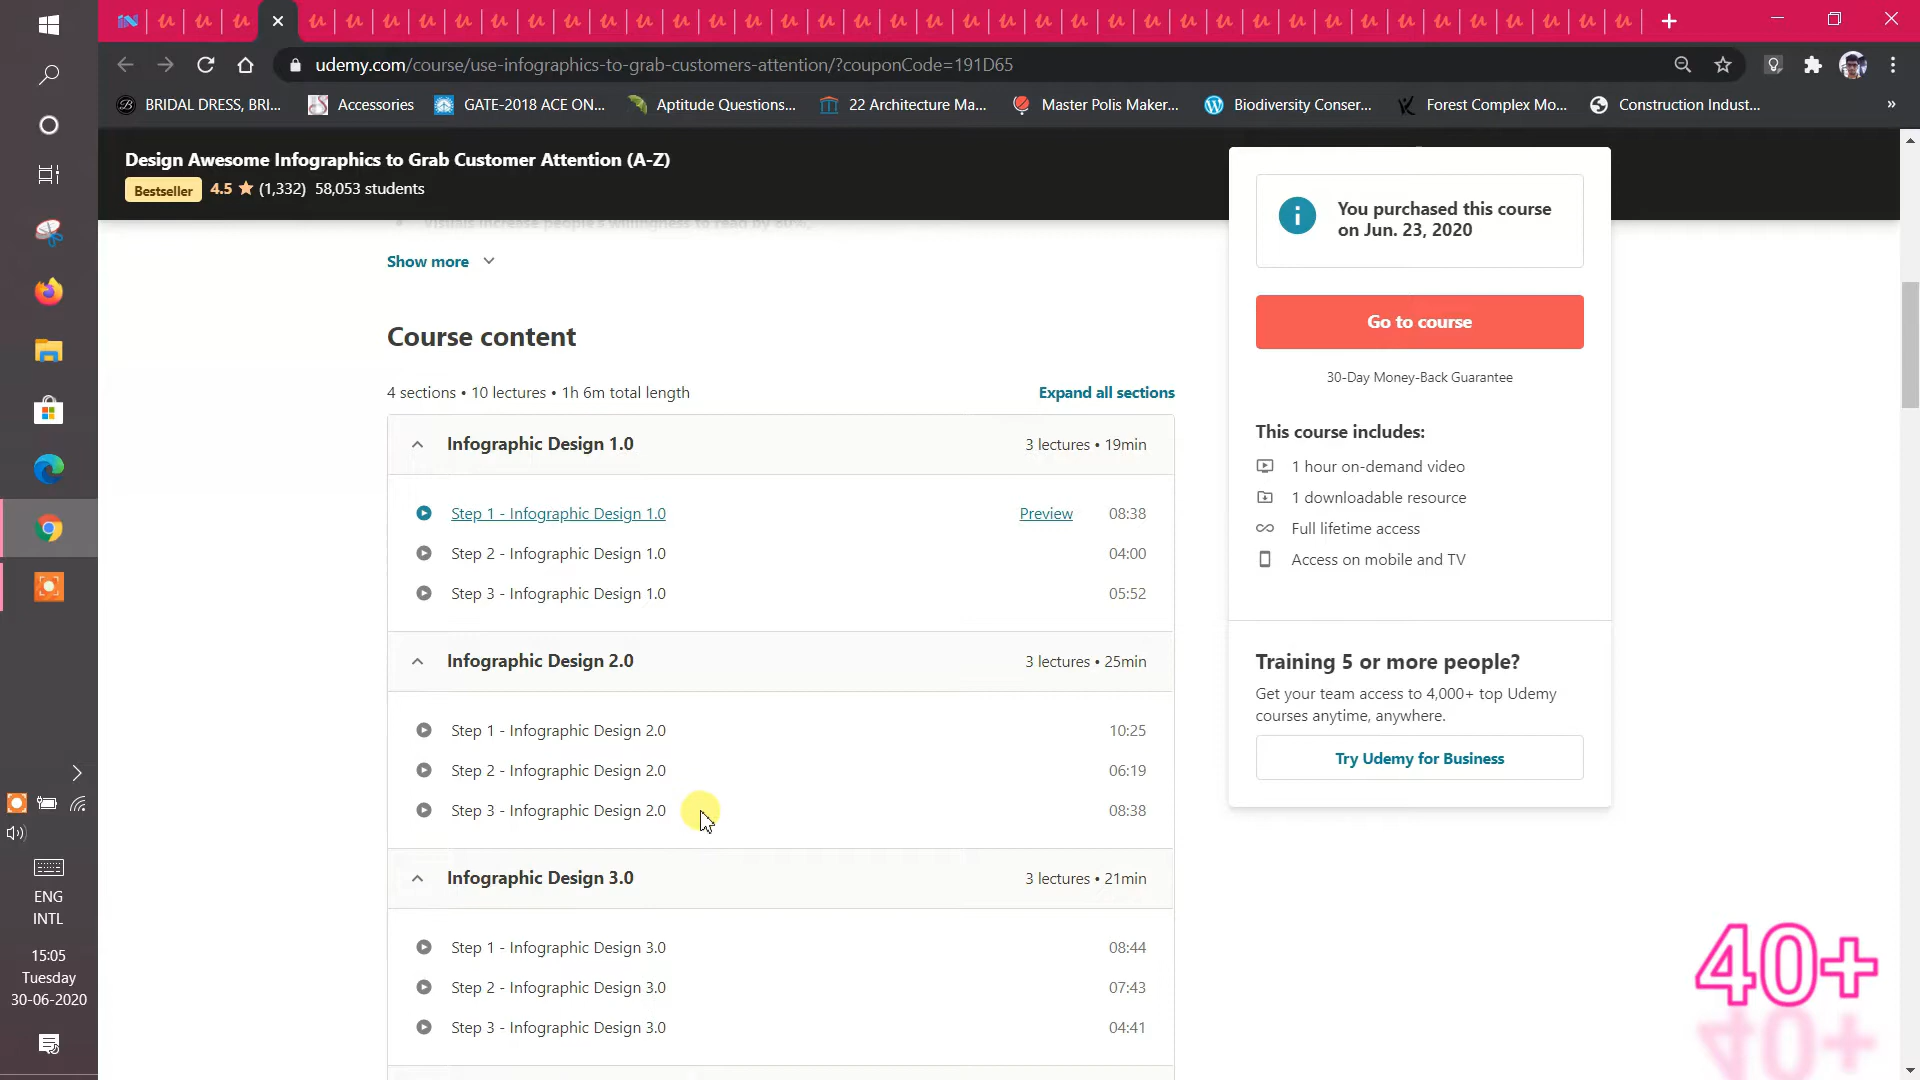 udemy.com/course/use-infographics-to-grab-customers-attention/?couponCode=191D65
BRIDAL DRESS, BRI... Accessories GATE-2018 ACE ON... Aptitude Questions... 22 Architecture Ma... Master Polis Maker... Biodiversity Conser... Forest Complex Mo... Construction Indust... »
Design Awesome Infographics to Grab Customer Attention (A-Z)
Bestseller 4.5 (1,332) 58,053 students
Visuals increase people's willingness to read by 80%.
Show more
Course content
4 sections • 10 lectures • 1h 6m total length Expand all sections
Infographic Design 1.0 3 lectures • 19min
Step 1 - Infographic Design 1.0 Preview 08:38
Step 2 - Infographic Design 1.0 04:00
Step 3 - Infographic Design 1.0 05:52
Infographic Design 2.0 3 lectures • 25min
Step 1 - Infographic Design 2.0 10:25
Step 2 - Infographic Design 2.0 06:19
Step 3 - Infographic Design 2.0 08:38
Infographic Design 3.0 3 lectures • 21min
Step 1 - Infographic Design 3.0 08:44
Step 2 - Infographic Design 3.0 07:43
Step 3 - Infographic Design 3.0 04:41
You purchased this course
on Jun. 23, 2020
Go to course
30-Day Money-Back Guarantee
This course includes:
1 hour on-demand video
1 downloadable resource
Full lifetime access
Access on mobile and TV
Training 5 or more people?
Get your team access to 4,000+ top Udemy
courses anytime, anywhere.
Try Udemy for Business
ENG
INTL
15:05
Tuesday
30-06-2020
40+